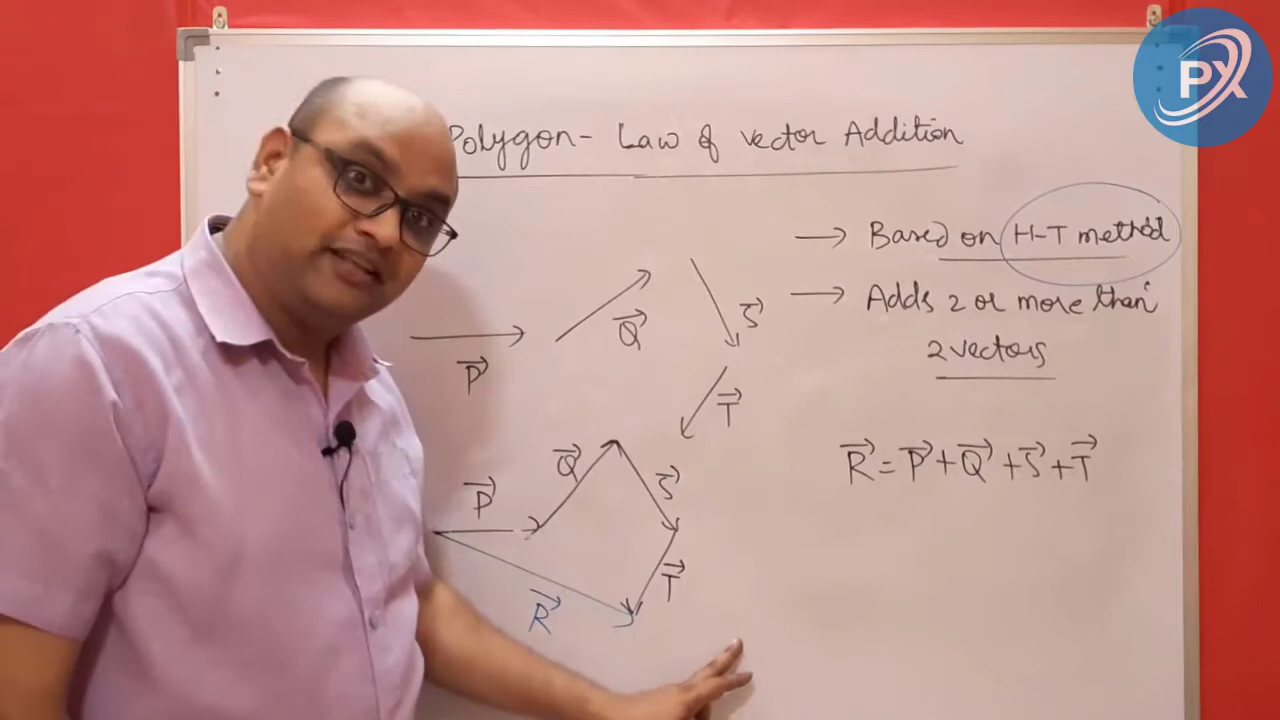 PX
Polygon - Law of vector Addition
→ Based on H-T method
→ Adds 2 or more than
2 vectors
P⃗
Q⃗
S⃗
T⃗
P⃗
Q⃗
S⃗
T⃗
R⃗
R⃗ = P⃗ + Q⃗ + S⃗ + T⃗